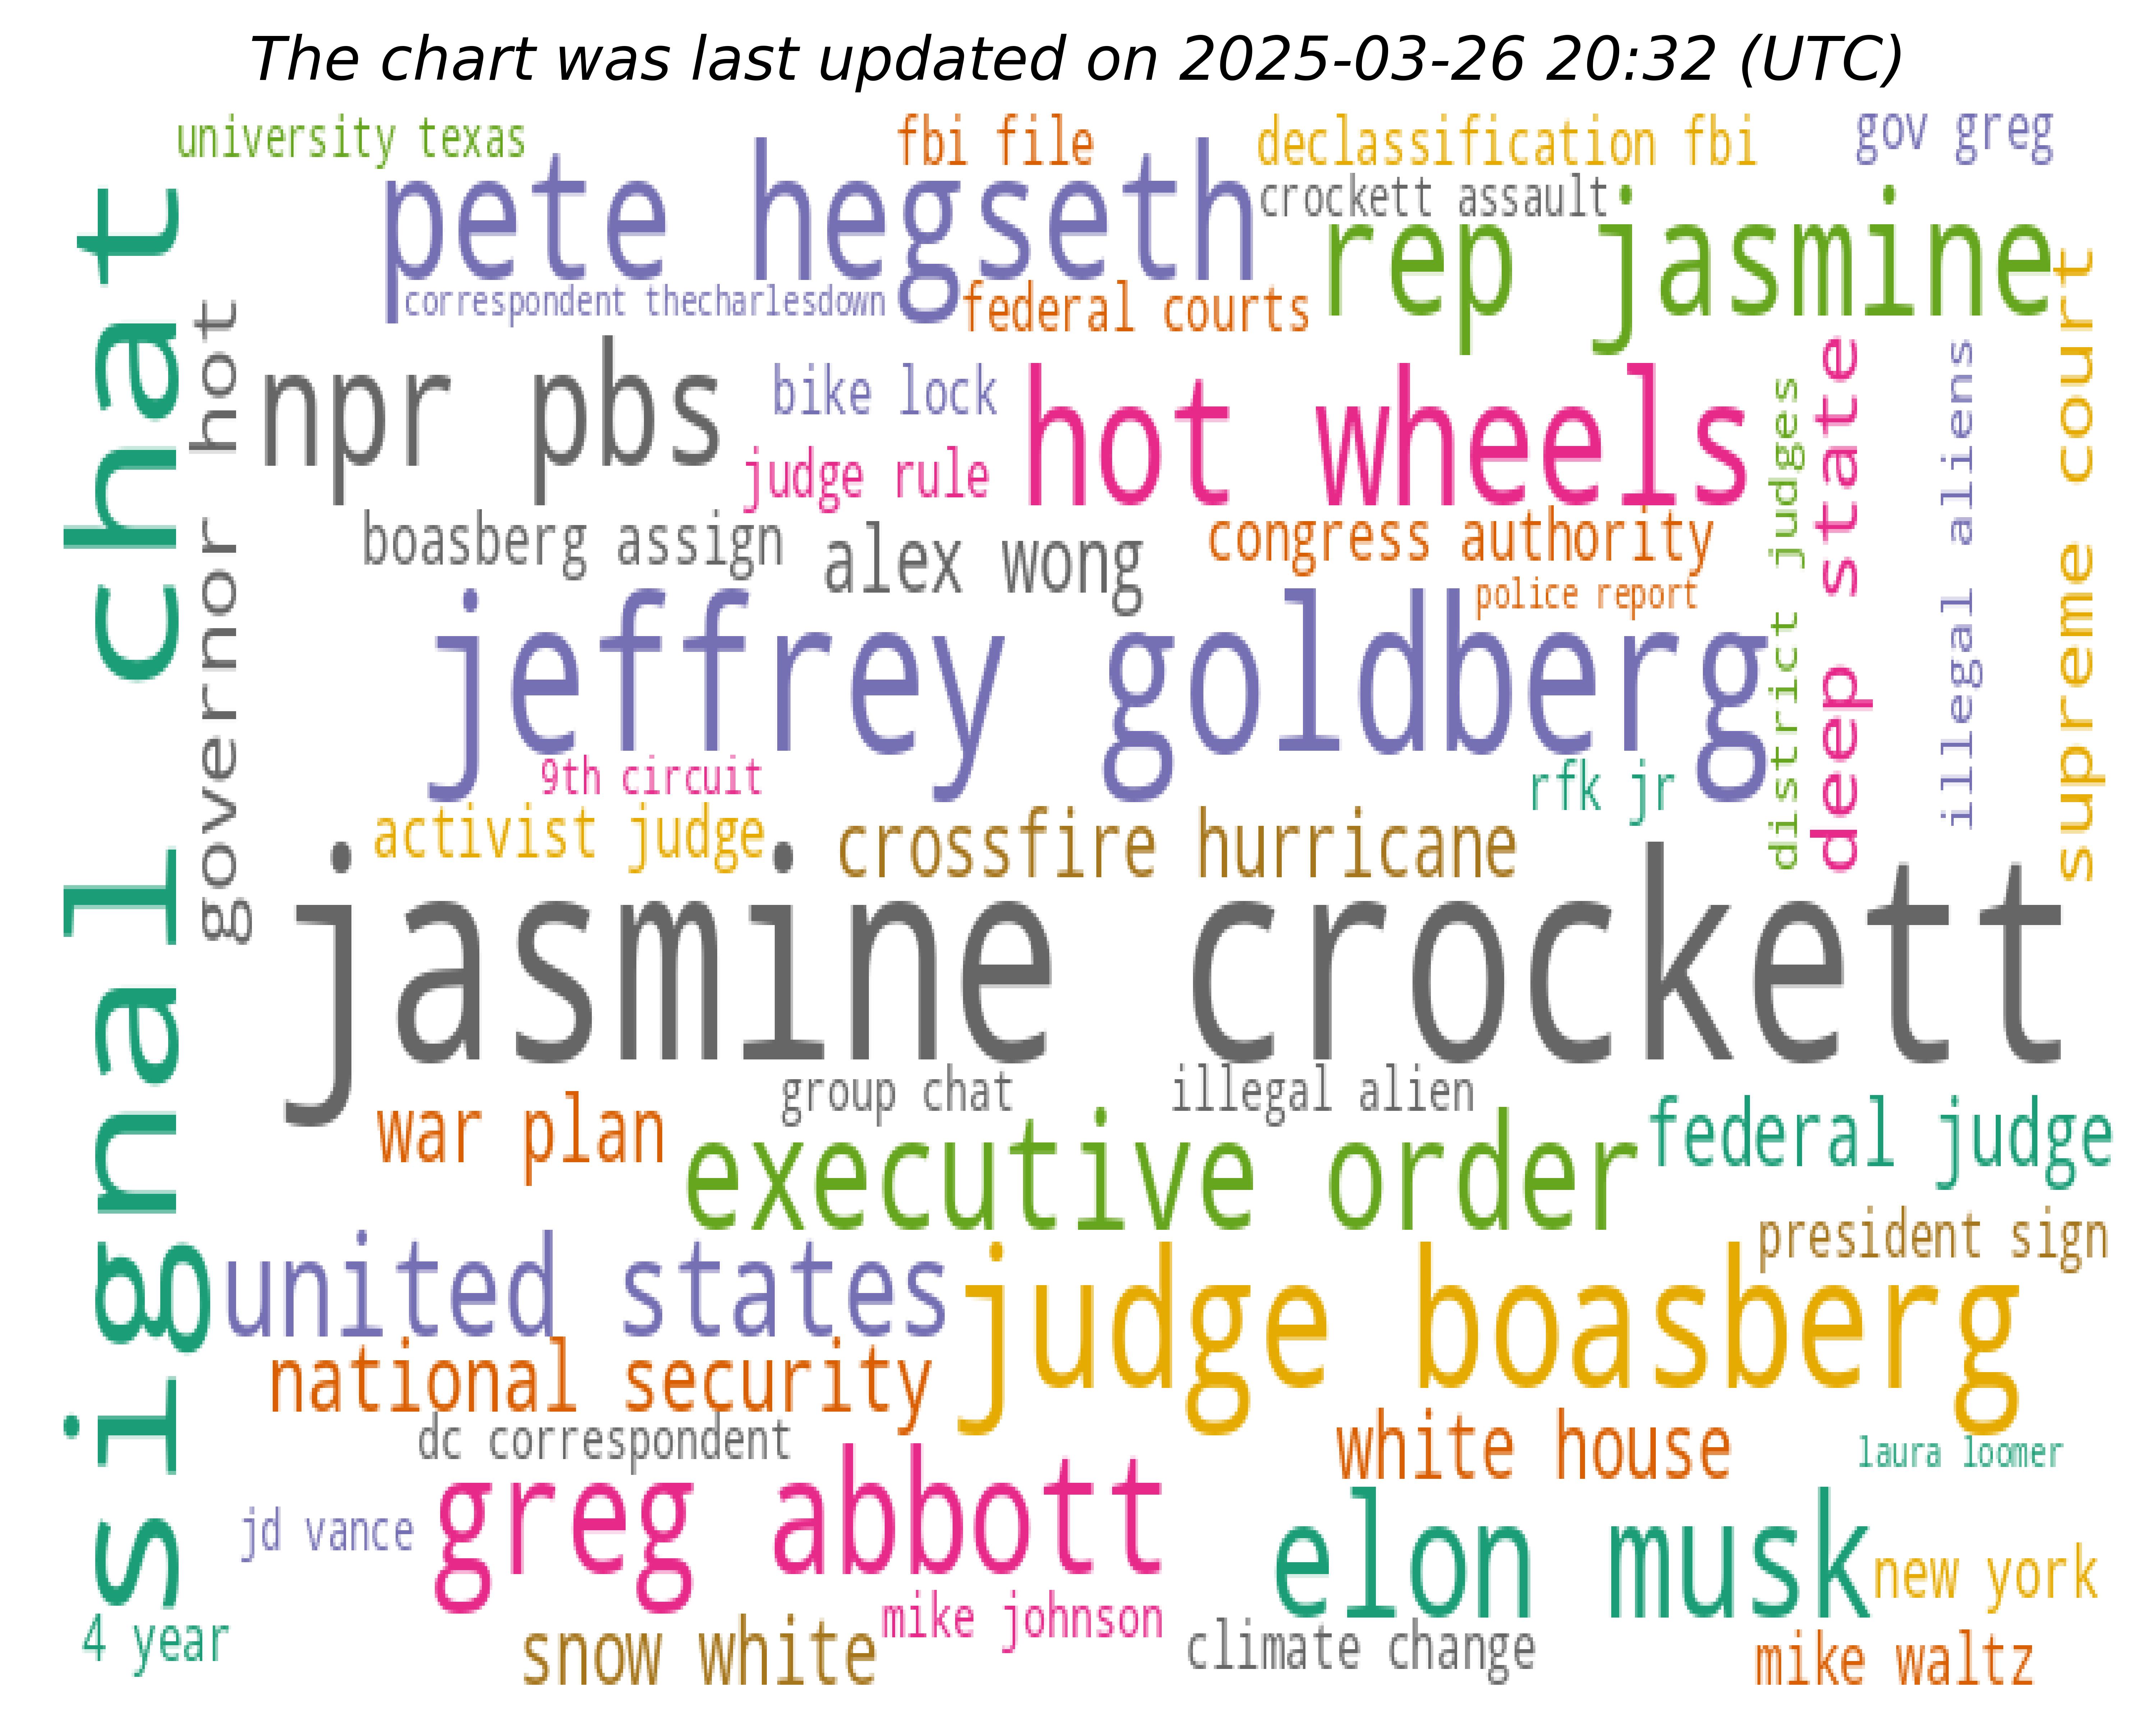 The chart was last updated on 2025-03-26 20:32 (UTC)
university texas
fbi file
declassification fbi
gov greg
pete hegseth
crockett assault
rep jasmine
correspondent thecharlesdown
federal courts
signal chat
governor hot
npr pbs
bike lock
judge rule
hot wheels
district judges
deep state
illegal aliens
supreme court
boasberg assign
alex wong
congress authority
police report
jeffrey goldberg
9th circuit
rfk jr
activist judge
crossfire hurricane
jasmine crockett
group chat
illegal alien
war plan
executive order
federal judge
president sign
united states
judge boasberg
national security
dc correspondent
white house
laura loomer
greg abbott
jd vance
elon musk
new york
4 year
snow white
mike johnson
climate change
mike waltz